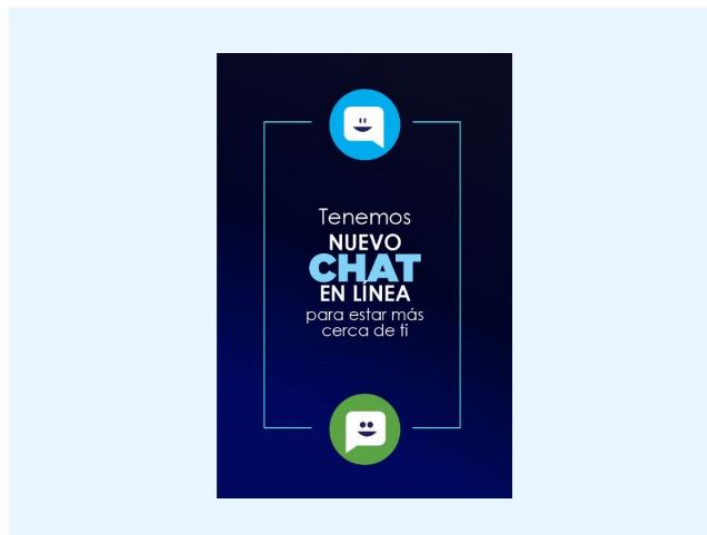 Tenemos
NUEVO
CHAT
EN LÍNEA
para estar más
cerca de ti